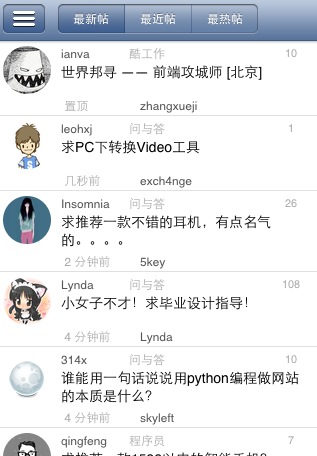 最新帖 最近帖 最热帖
ianva 酷工作 10
世界邦寻 —— 前端攻城师 [北京]
置顶 zhangxueji
leohxj 问与答 1
求PC下转换Video工具
几秒前 exch4nge
Insomnia 问与答 26
求推荐一款不错的耳机，有点名气
的。。。。
2 分钟前 5key
Lynda 问与答 108
小女子不才！求毕业设计指导！
4 分钟前 Lynda
314x 问与答 10
谁能用一句话说说用python编程做网站
的本质是什么？
4 分钟前 skyleft
qingfeng 程序员 7